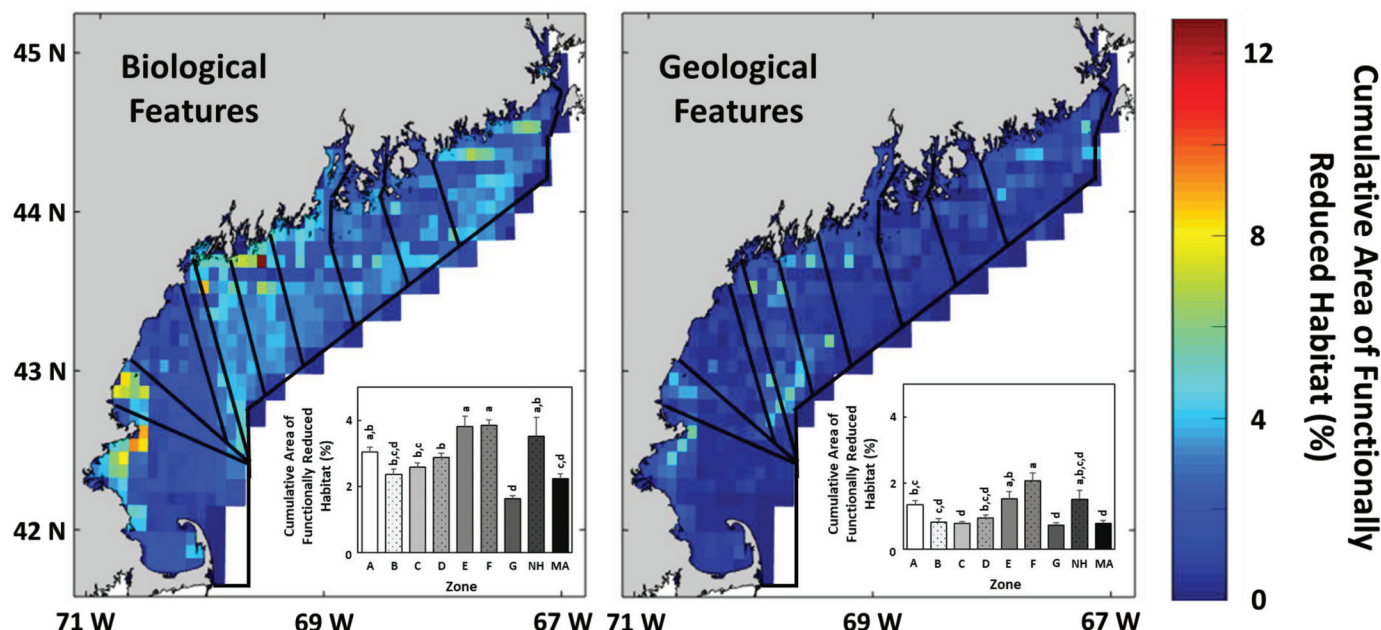 45 N
44 N
43 N
42 N
71 W
69 W
67 W
Biological
Features
Cumulative Area of
Functionally Reduced
Habitat (%)
4
2
0
a,b
b,c,d
b,c
b
a
a
d
a,b
c,d
A B C D E F G NH MA
Zone
Geological
Features
71 W
69 W
67 W
Cumulative Area of
Functionally Reduced
Habitat (%)
4
2
0
b,c
c,d
d
b,c,d
a,b
a
d
a,b,c,d
d
A B C D E F G NH MA
Zone
12
8
4
0
Cumulative Area of Functionally
Reduced Habitat (%)